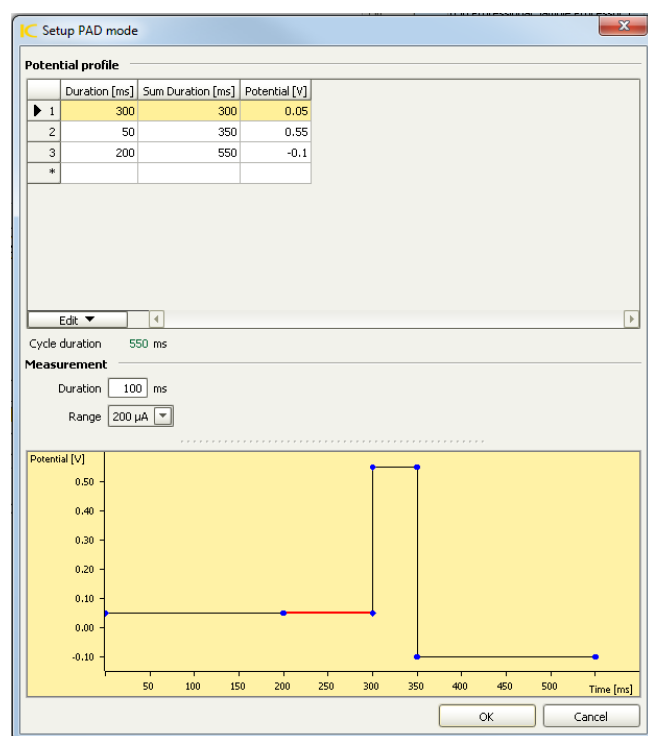 Setup PAD mode
Potential profile
Duration [ms] Sum Duration [ms] Potential [V]
1 300 300 0.05
2 50 350 0.55
3 200 550 -0.1
*
Edit
Cycle duration 550 ms
Measurement
Duration 100 ms
Range 200 µA
Potential [V]
0.50
0.40
0.30
0.20
0.10
0.00
-0.10
50 100 150 200 250 300 350 400 450 500 Time [ms]
OK Cancel